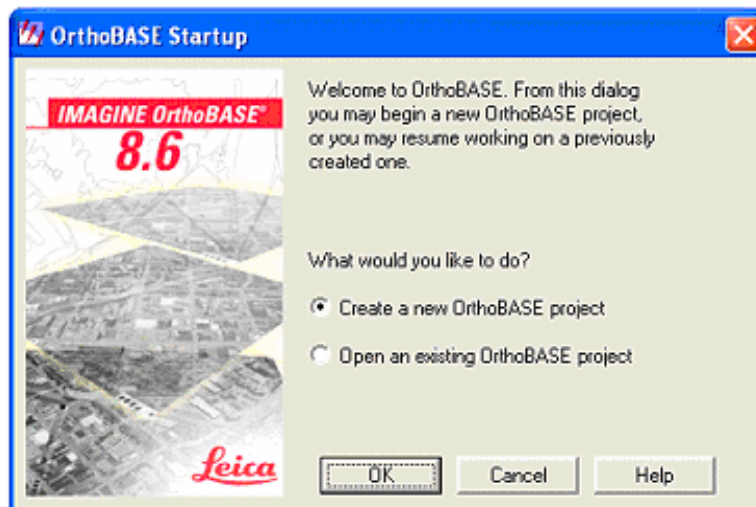 OrthoBASE Startup
IMAGINE OrthoBASE®
8.6
Leica
Welcome to OrthoBASE. From this dialog
you may begin a new OrthoBASE project,
or you may resume working on a previously
created one.
What would you like to do?
Create a new OrthoBASE project
Open an existing OrthoBASE project
OK
Cancel
Help